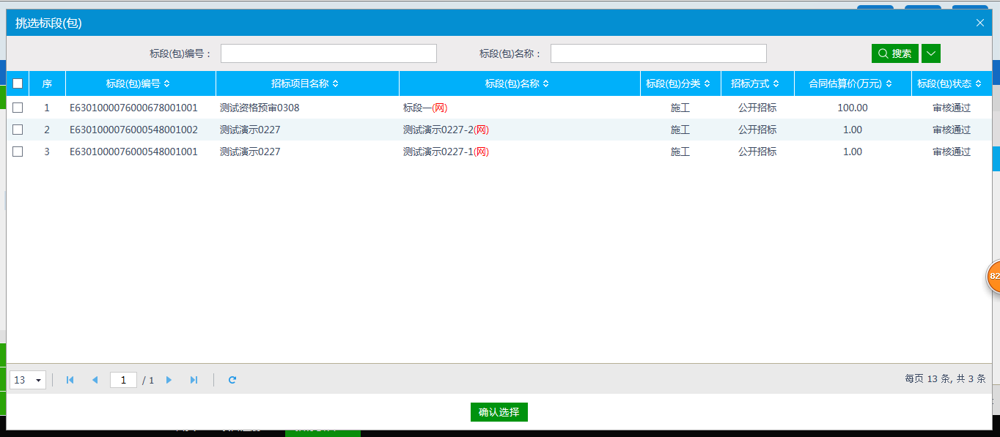 挑选标段(包)
标段(包)编号： 标段(包)名称： 搜索
序 标段(包)编号 招标项目名称 标段(包)名称 标段(包)分类 招标方式 合同估算价(万元) 标段(包)状态
1 E6301000076000678001001 测试资格预审0308 标段一(网) 施工 公开招标 100.00 审核通过
2 E6301000076000548001002 测试演示0227 测试演示0227-2(网) 施工 公开招标 1.00 审核通过
3 E6301000076000548001001 测试演示0227 测试演示0227-1(网) 施工 公开招标 1.00 审核通过
82
13 1 / 1 每页 13 条, 共 3 条
确认选择